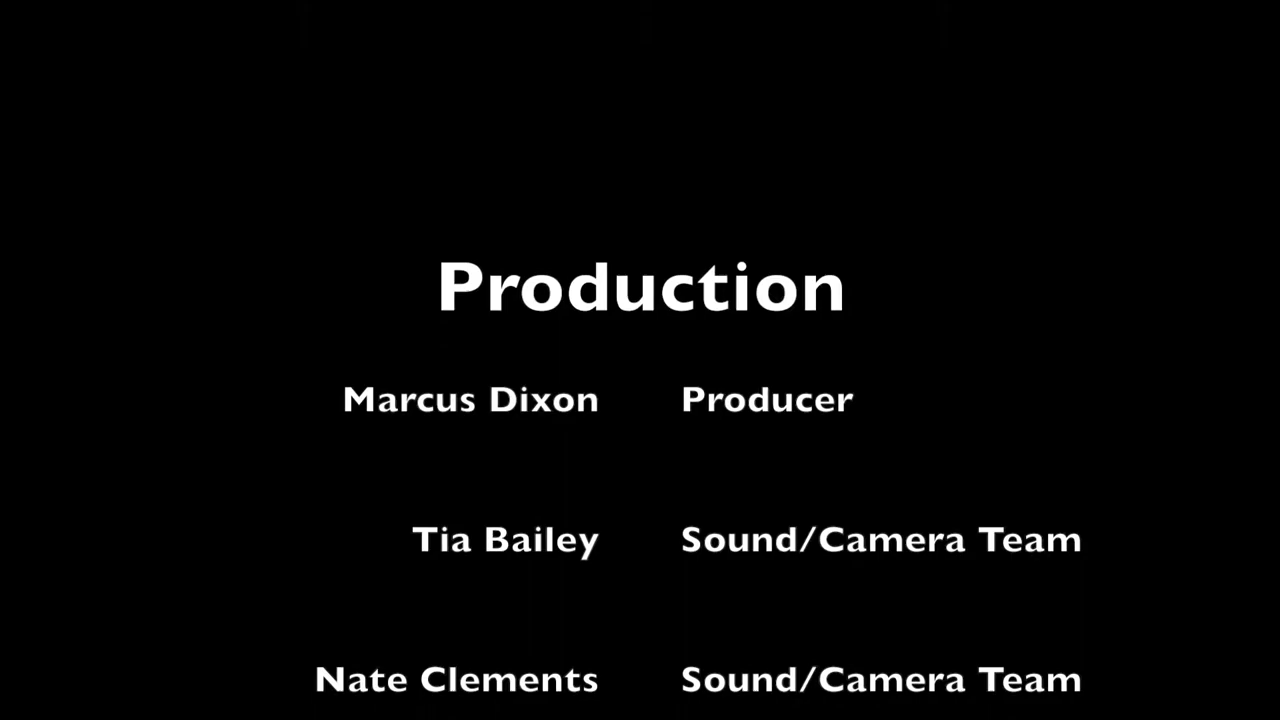 Production
Marcus Dixon Producer
Tia Bailey Sound/Camera Team
Nate Clements Sound/Camera Team